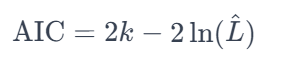 AIC = 2k − 2 ln(L̂)